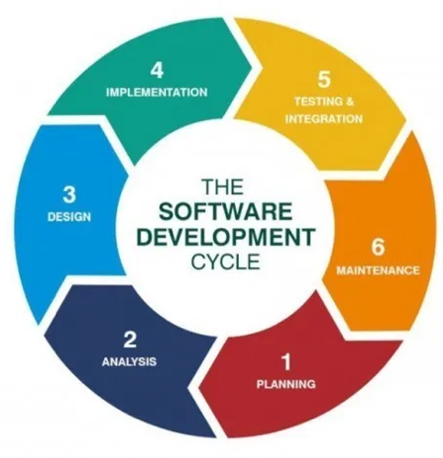 THE
SOFTWARE
DEVELOPMENT
CYCLE
1
PLANNING
2
ANALYSIS
3
DESIGN
4
IMPLEMENTATION
5
TESTING &
INTEGRATION
6
MAINTENANCE